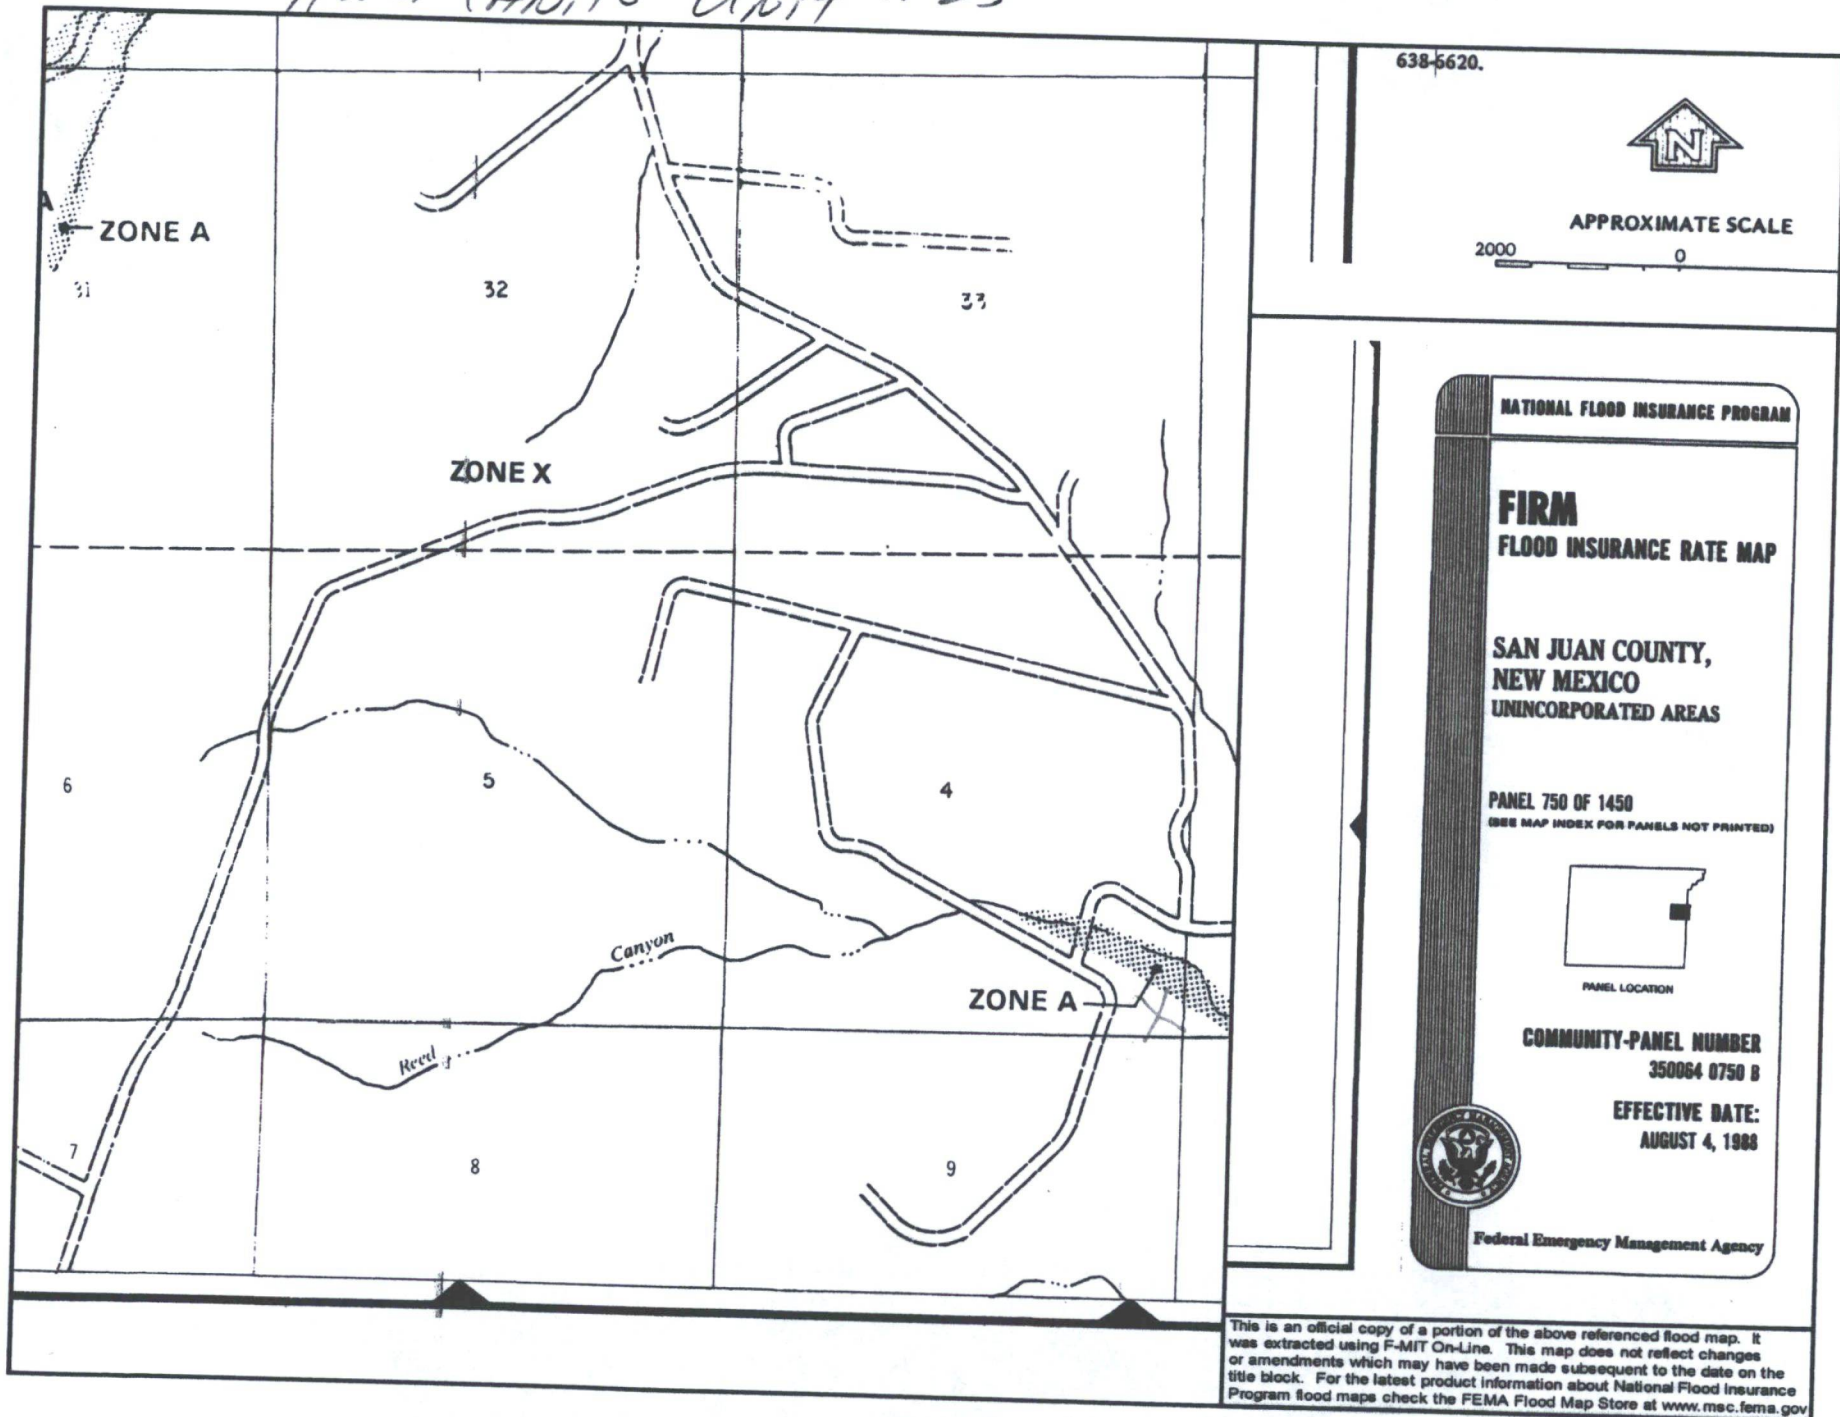 638-6620.
N
APPROXIMATE SCALE
2000 0
A
ZONE A
31
32
33
ZONE X
6
5
4
Canyon
Reed
ZONE A
7
8
9
NATIONAL FLOOD INSURANCE PROGRAM
FIRM
FLOOD INSURANCE RATE MAP
SAN JUAN COUNTY,
NEW MEXICO
UNINCORPORATED AREAS
PANEL 750 OF 1450
(SEE MAP INDEX FOR PANELS NOT PRINTED)
PANEL LOCATION
COMMUNITY-PANEL NUMBER
350064 0750 B
EFFECTIVE DATE:
AUGUST 4, 1988
Federal Emergency Management Agency
This is an official copy of a portion of the above referenced flood map. It
was extracted using F-MIT On-Line. This map does not reflect changes
or amendments which may have been made subsequent to the date on the
title block. For the latest product information about National Flood Insurance
Program flood maps check the FEMA Flood Map Store at www.msc.fema.gov